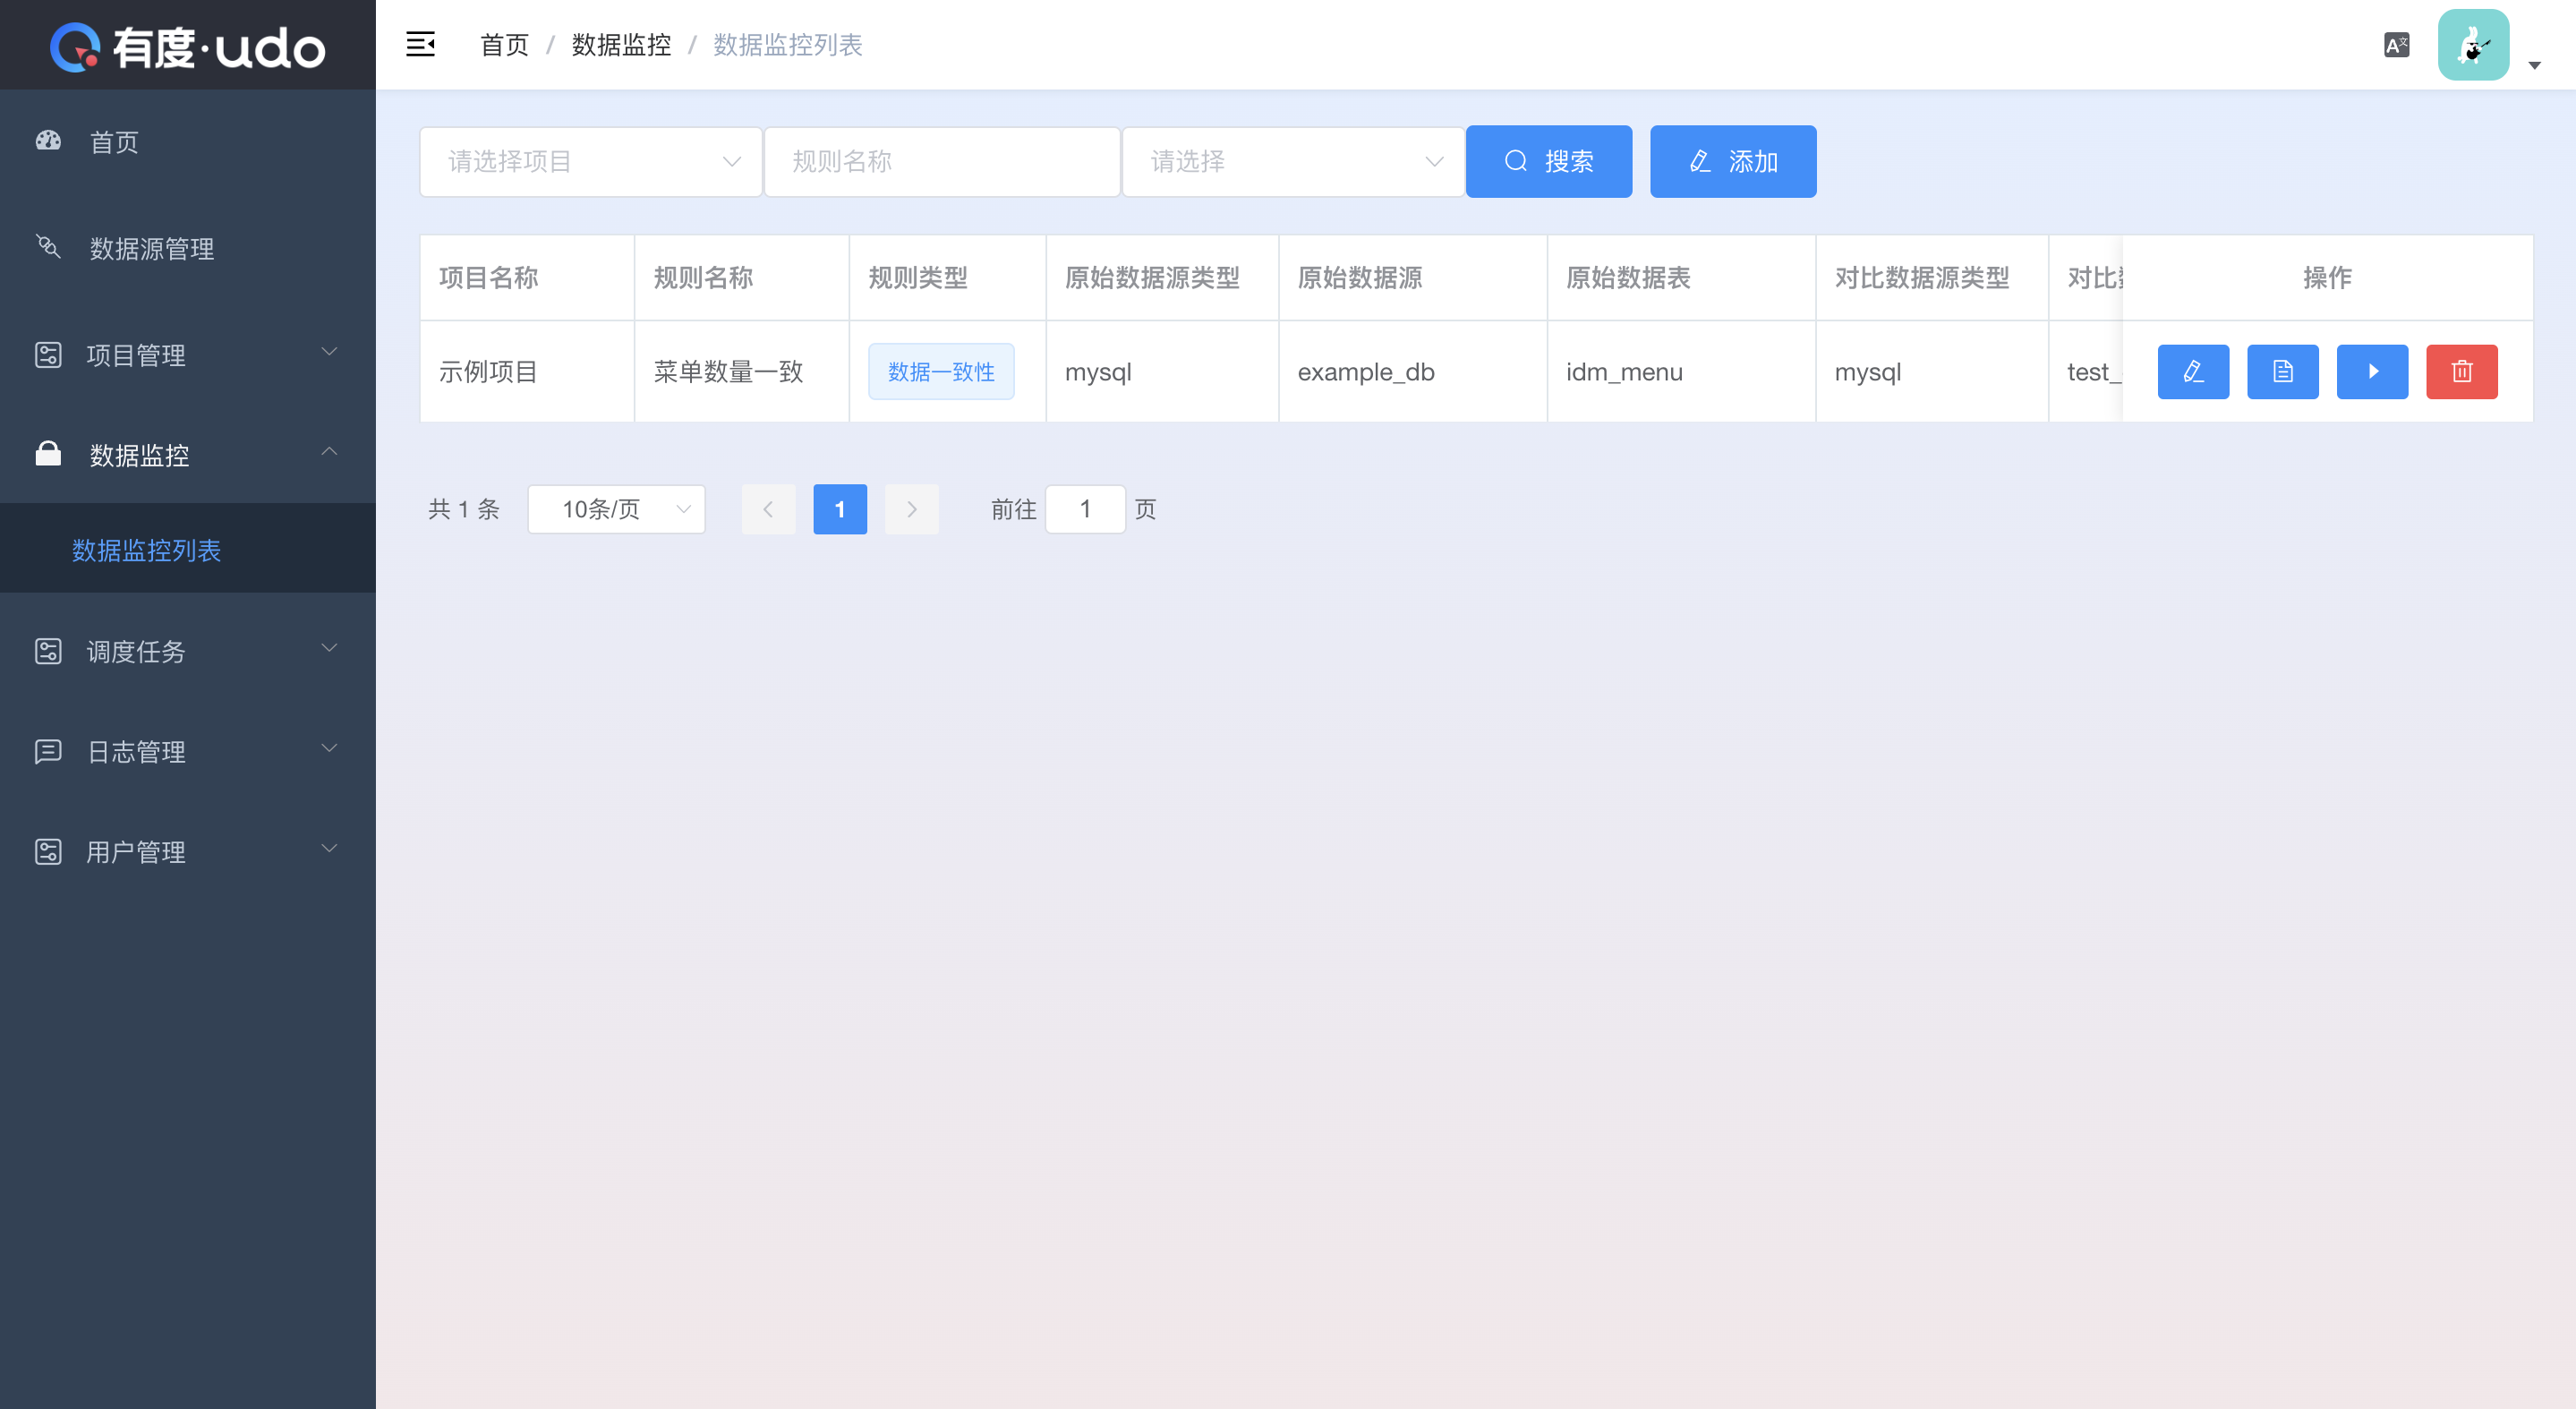 有度·udo
首页 / 数据监控 / 数据监控列表
首页
数据源管理
项目管理
数据监控
数据监控列表
调度任务
日志管理
用户管理
请选择项目 规则名称 请选择 搜索 添加
项目名称 规则名称 规则类型 原始数据源类型 原始数据源 原始数据表 对比数据源类型 对比 操作
示例项目 菜单数量一致 数据一致性 mysql example_db idm_menu mysql test_
共 1 条 10条/页 1 前往 1 页